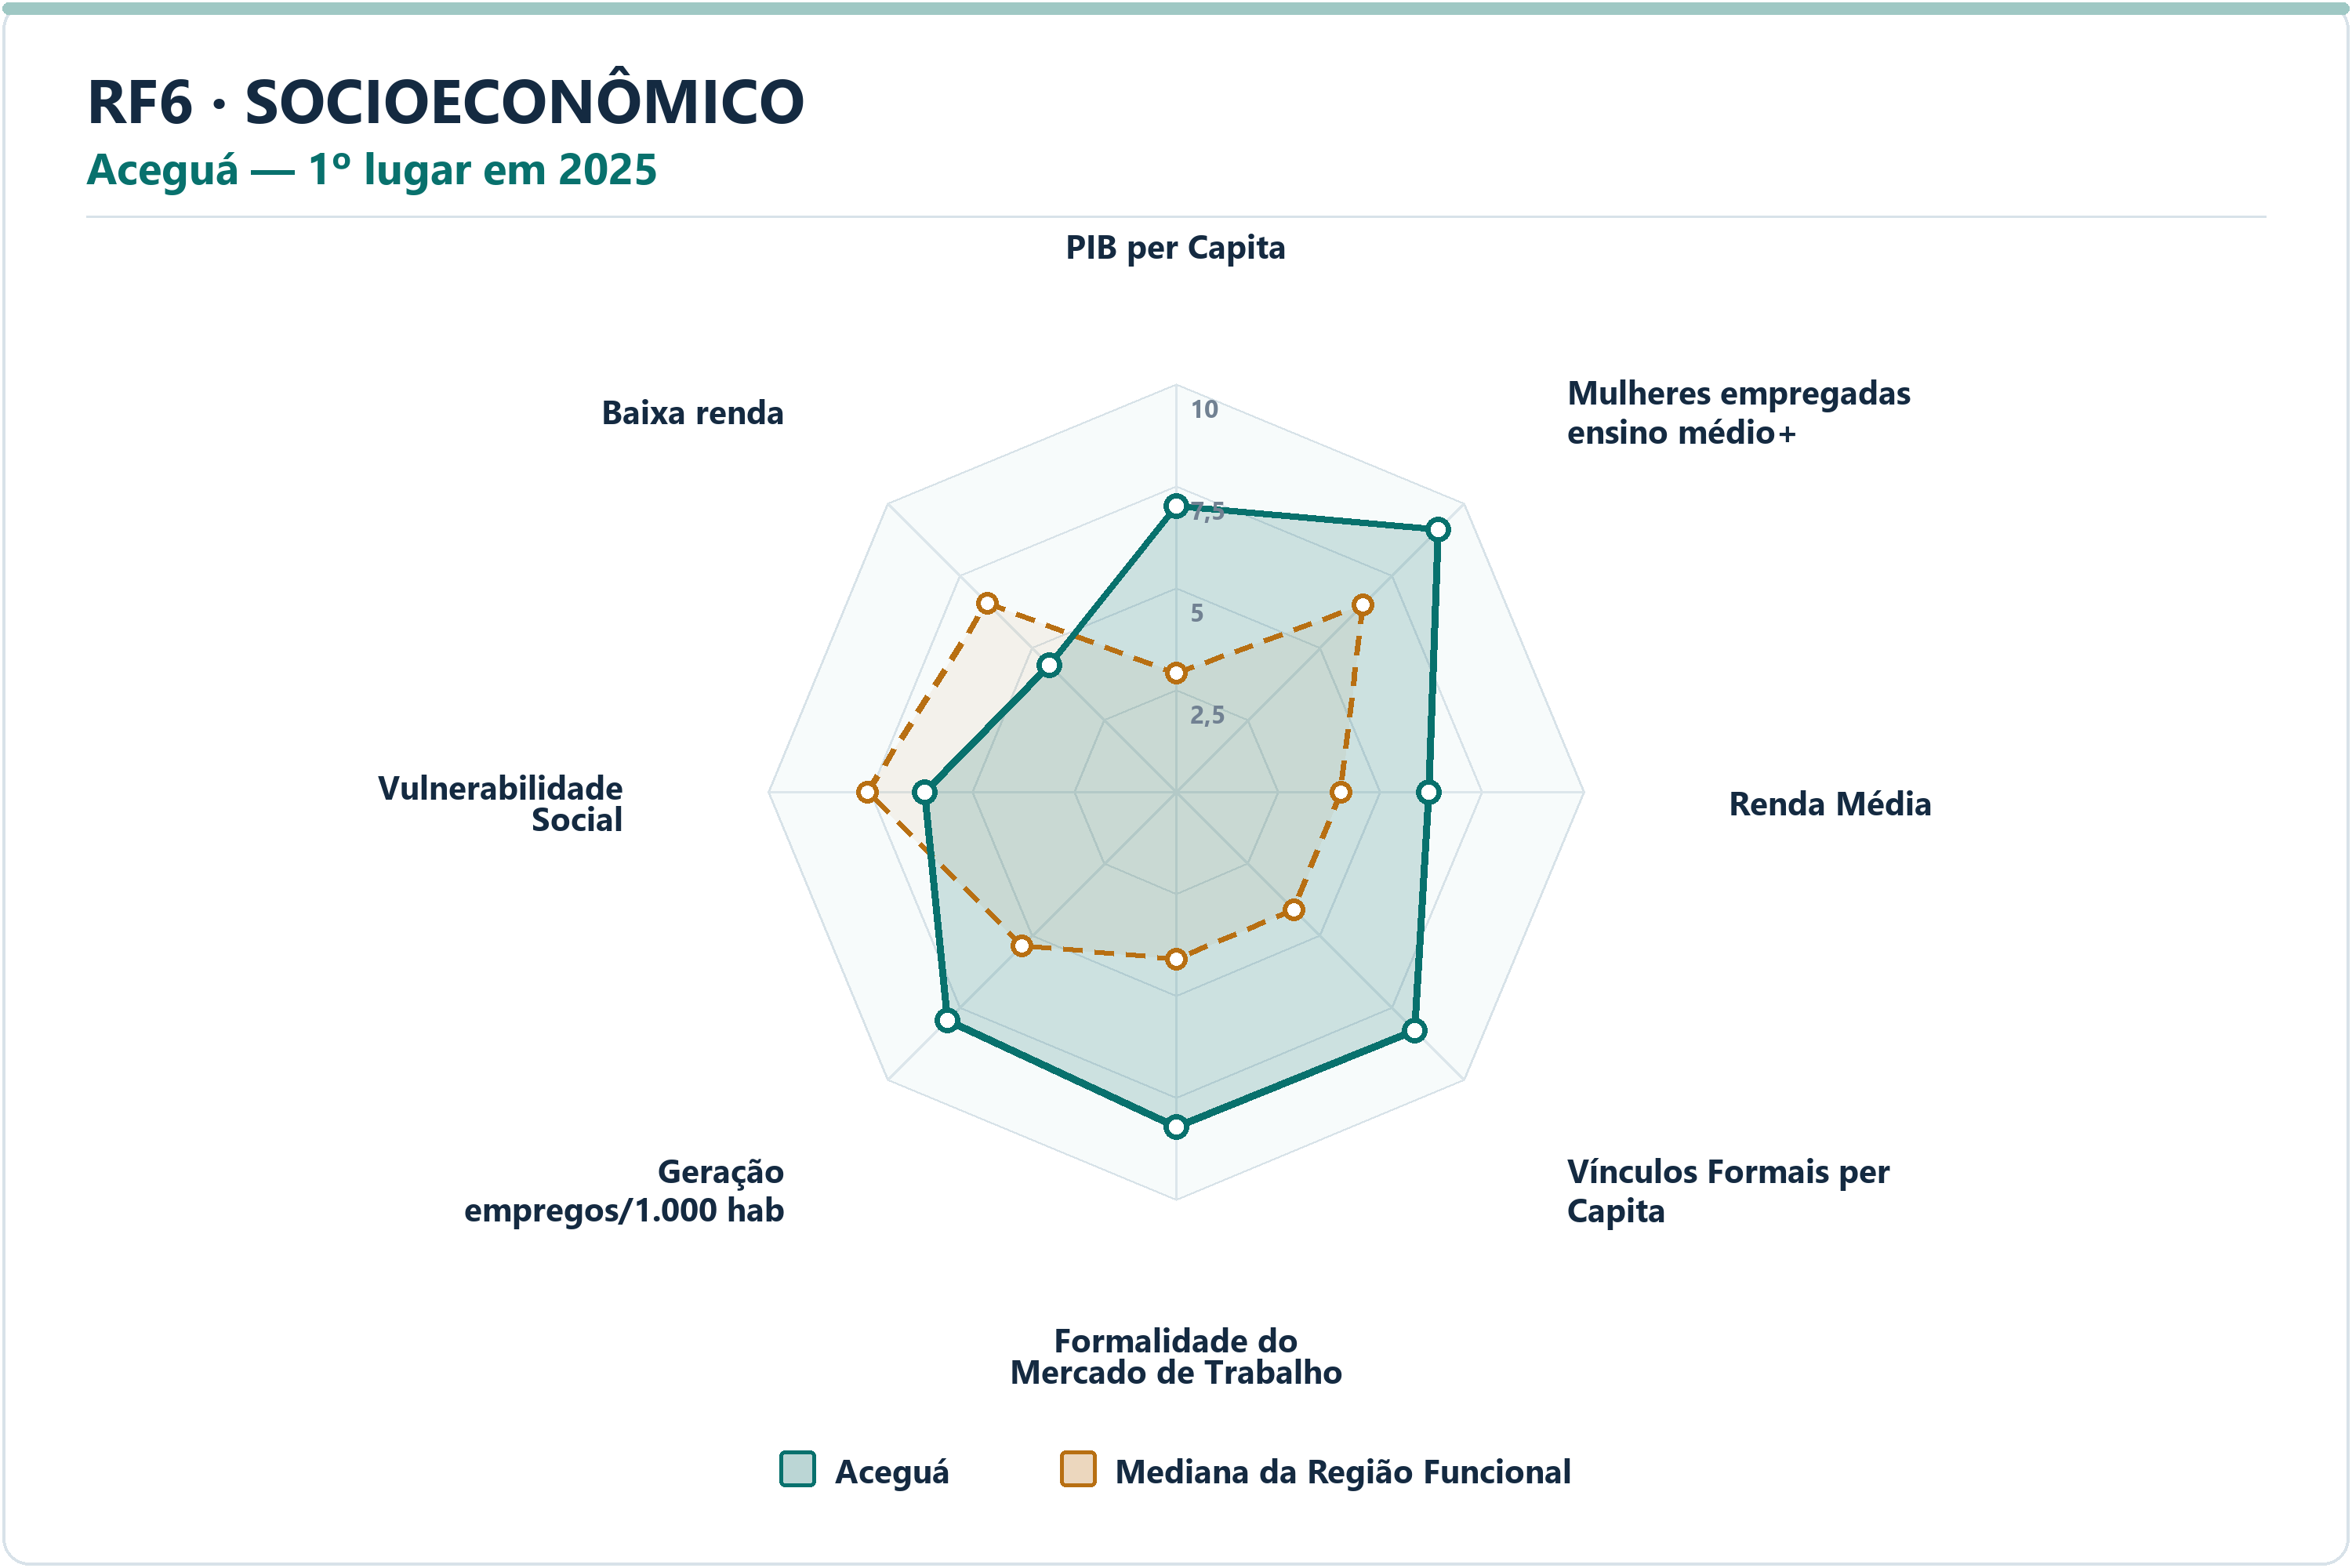 RF6 · SOCIOECONÔMICO
Aceguá — 1º lugar em 2025
PIB per Capita
Mulheres empregadas
ensino médio+
Baixa renda
10
7,5
5
2,5
Vulnerabilidade
Social
Renda Média
Geração
empregos/1.000 hab
Vínculos Formais per
Capita
Formalidade do
Mercado de Trabalho
Aceguá
Mediana da Região Funcional